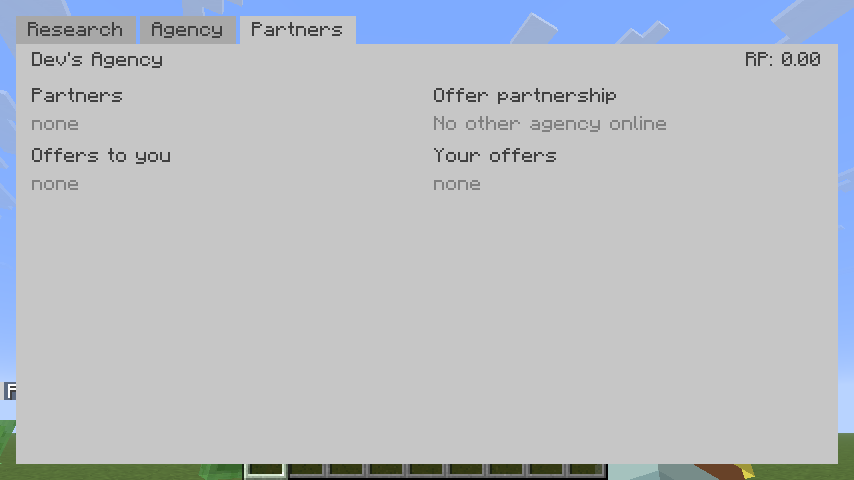 Research Agency Partners
Dev's Agency RP: 0.00
Partners Offer partnership
none No other agency online
Offers to you Your offers
none none